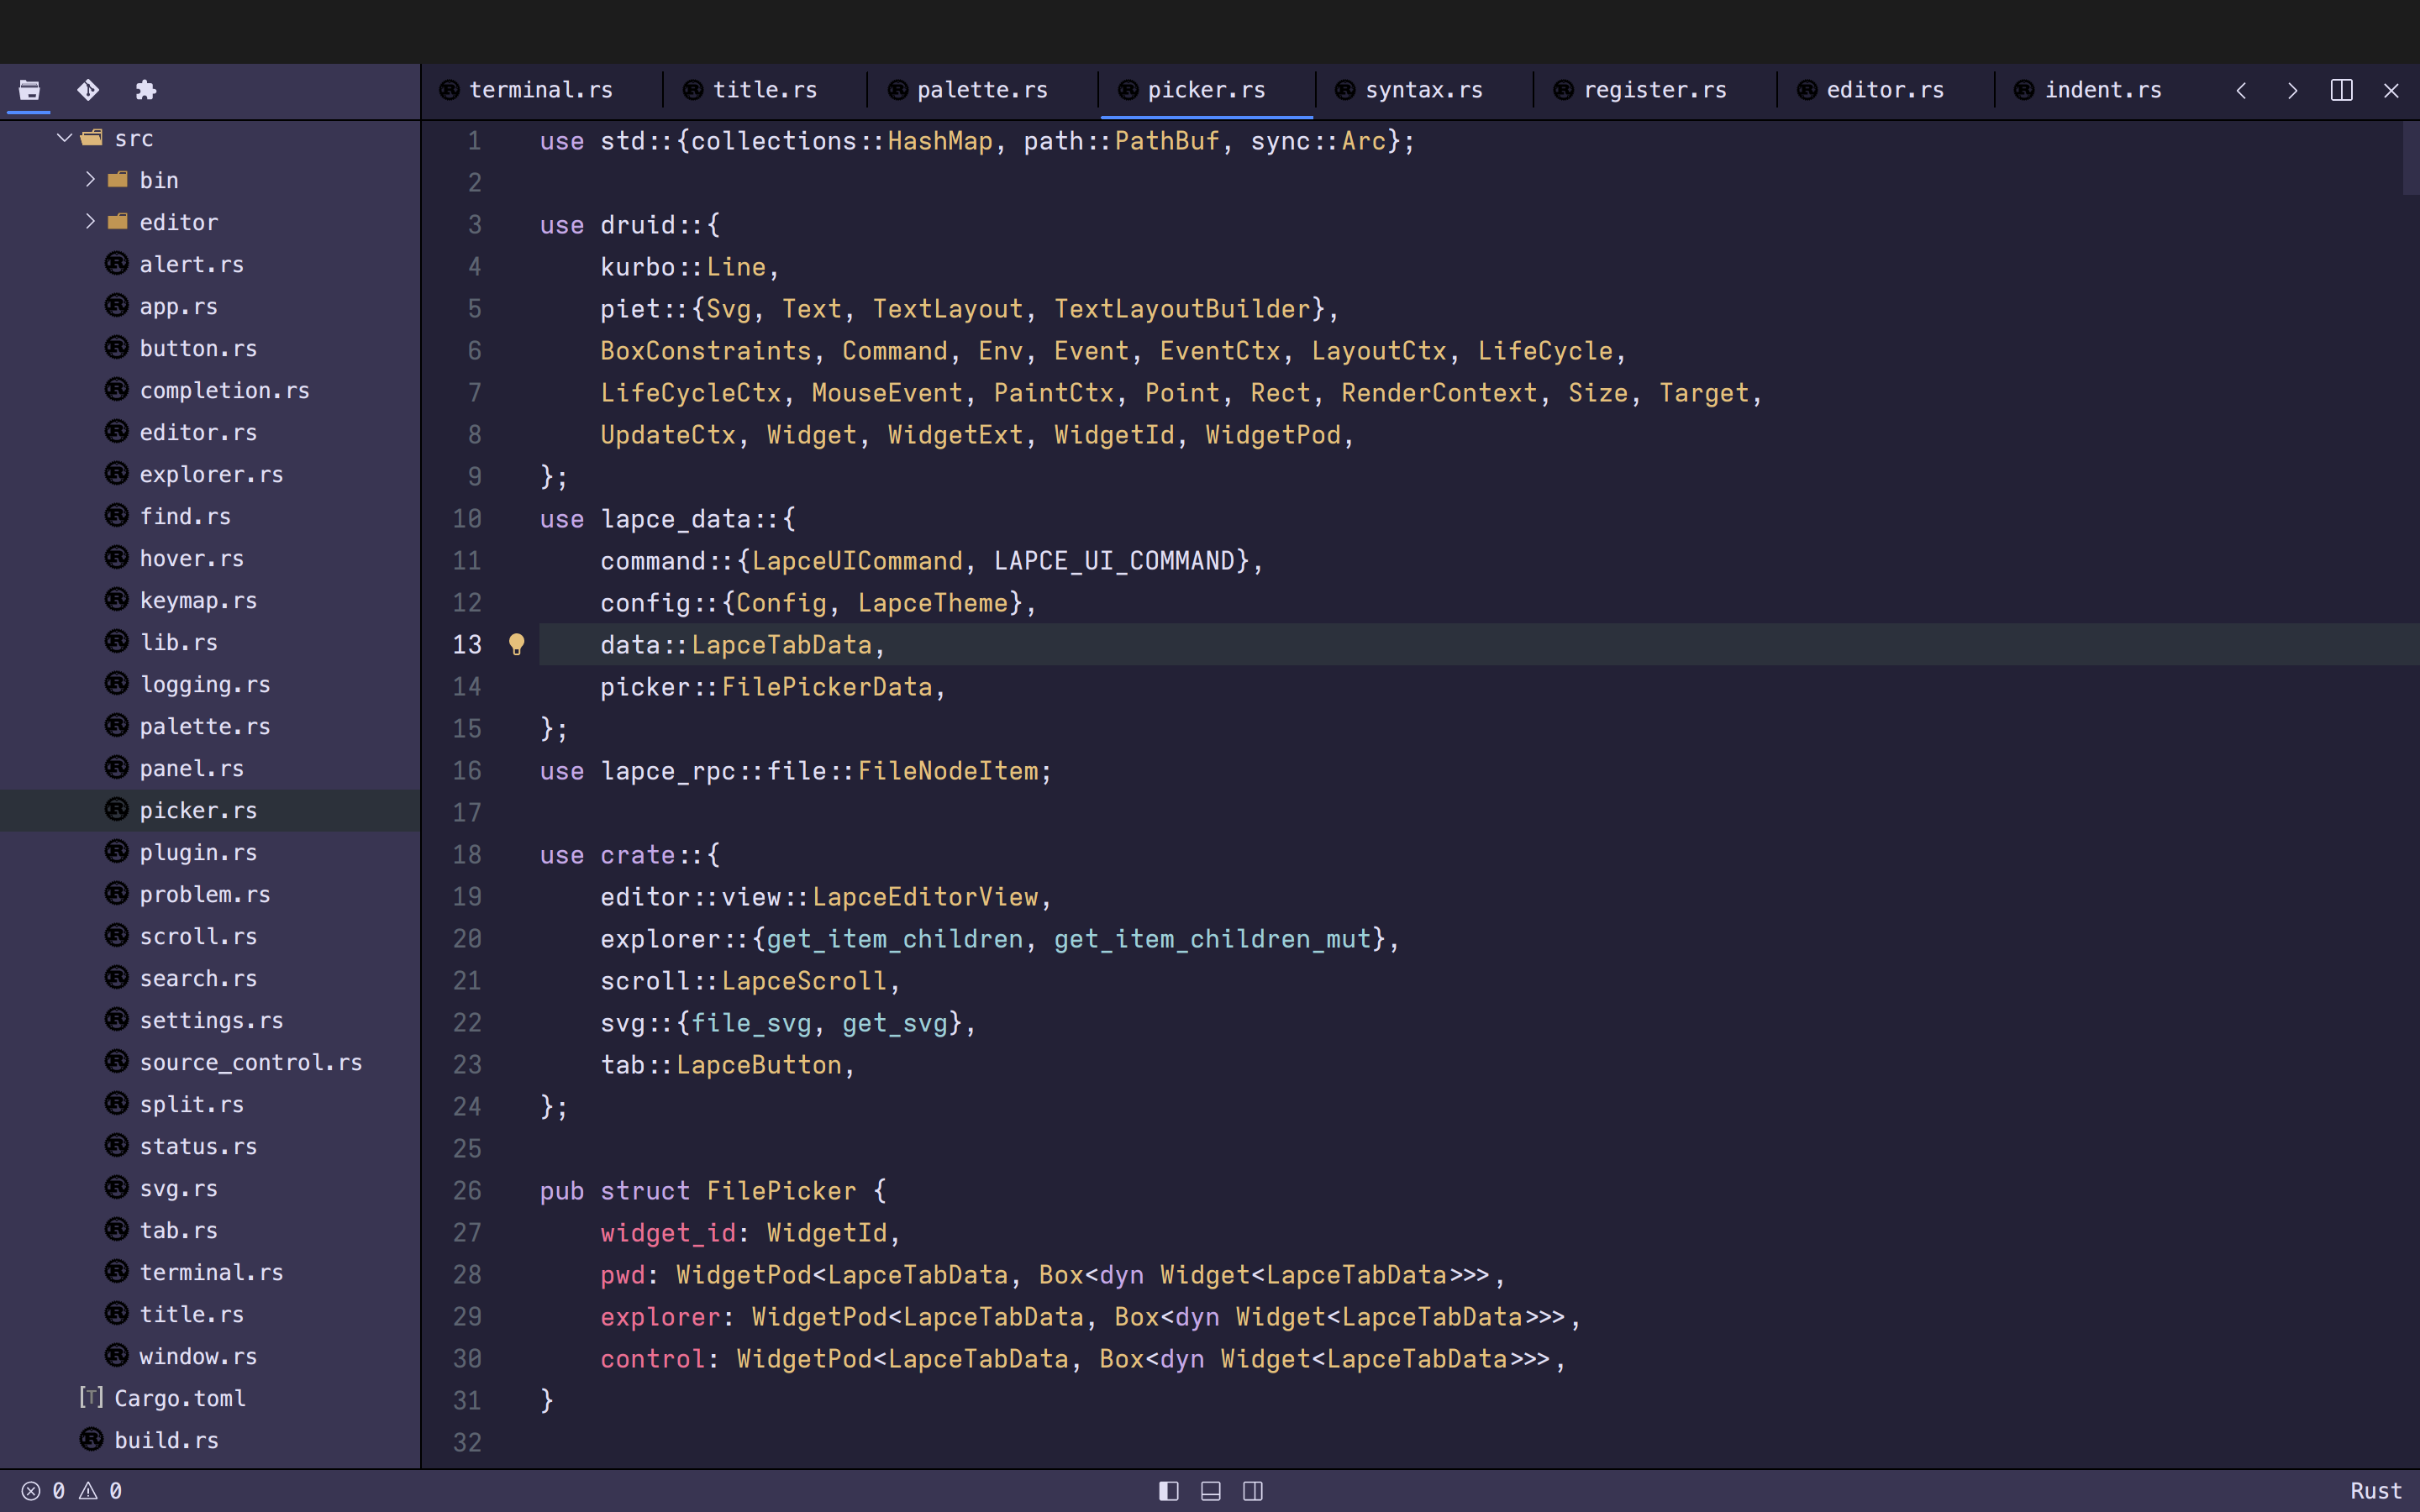 terminal.rs title.rs palette.rs picker.rs syntax.rs register.rs editor.rs indent.rs
src
bin
editor
alert.rs
app.rs
button.rs
completion.rs
editor.rs
explorer.rs
find.rs
hover.rs
keymap.rs
lib.rs
logging.rs
palette.rs
panel.rs
picker.rs
plugin.rs
problem.rs
scroll.rs
search.rs
settings.rs
source_control.rs
split.rs
status.rs
svg.rs
tab.rs
terminal.rs
title.rs
window.rs
[T] Cargo.toml
build.rs
1 use std::{collections::HashMap, path::PathBuf, sync::Arc};
2
3 use druid::{
4     kurbo::Line,
5     piet::{Svg, Text, TextLayout, TextLayoutBuilder},
6     BoxConstraints, Command, Env, Event, EventCtx, LayoutCtx, LifeCycle,
7     LifeCycleCtx, MouseEvent, PaintCtx, Point, Rect, RenderContext, Size, Target,
8     UpdateCtx, Widget, WidgetExt, WidgetId, WidgetPod,
9 };
10 use lapce_data::{
11     command::{LapceUICommand, LAPCE_UI_COMMAND},
12     config::{Config, LapceTheme},
13     data::LapceTabData,
14     picker::FilePickerData,
15 };
16 use lapce_rpc::file::FileNodeItem;
17
18 use crate::{
19     editor::view::LapceEditorView,
20     explorer::{get_item_children, get_item_children_mut},
21     scroll::LapceScroll,
22     svg::{file_svg, get_svg},
23     tab::LapceButton,
24 };
25
26 pub struct FilePicker {
27     widget_id: WidgetId,
28     pwd: WidgetPod<LapceTabData, Box<dyn Widget<LapceTabData>>>,
29     explorer: WidgetPod<LapceTabData, Box<dyn Widget<LapceTabData>>>,
30     control: WidgetPod<LapceTabData, Box<dyn Widget<LapceTabData>>>,
31 }
32
0 0 Rust